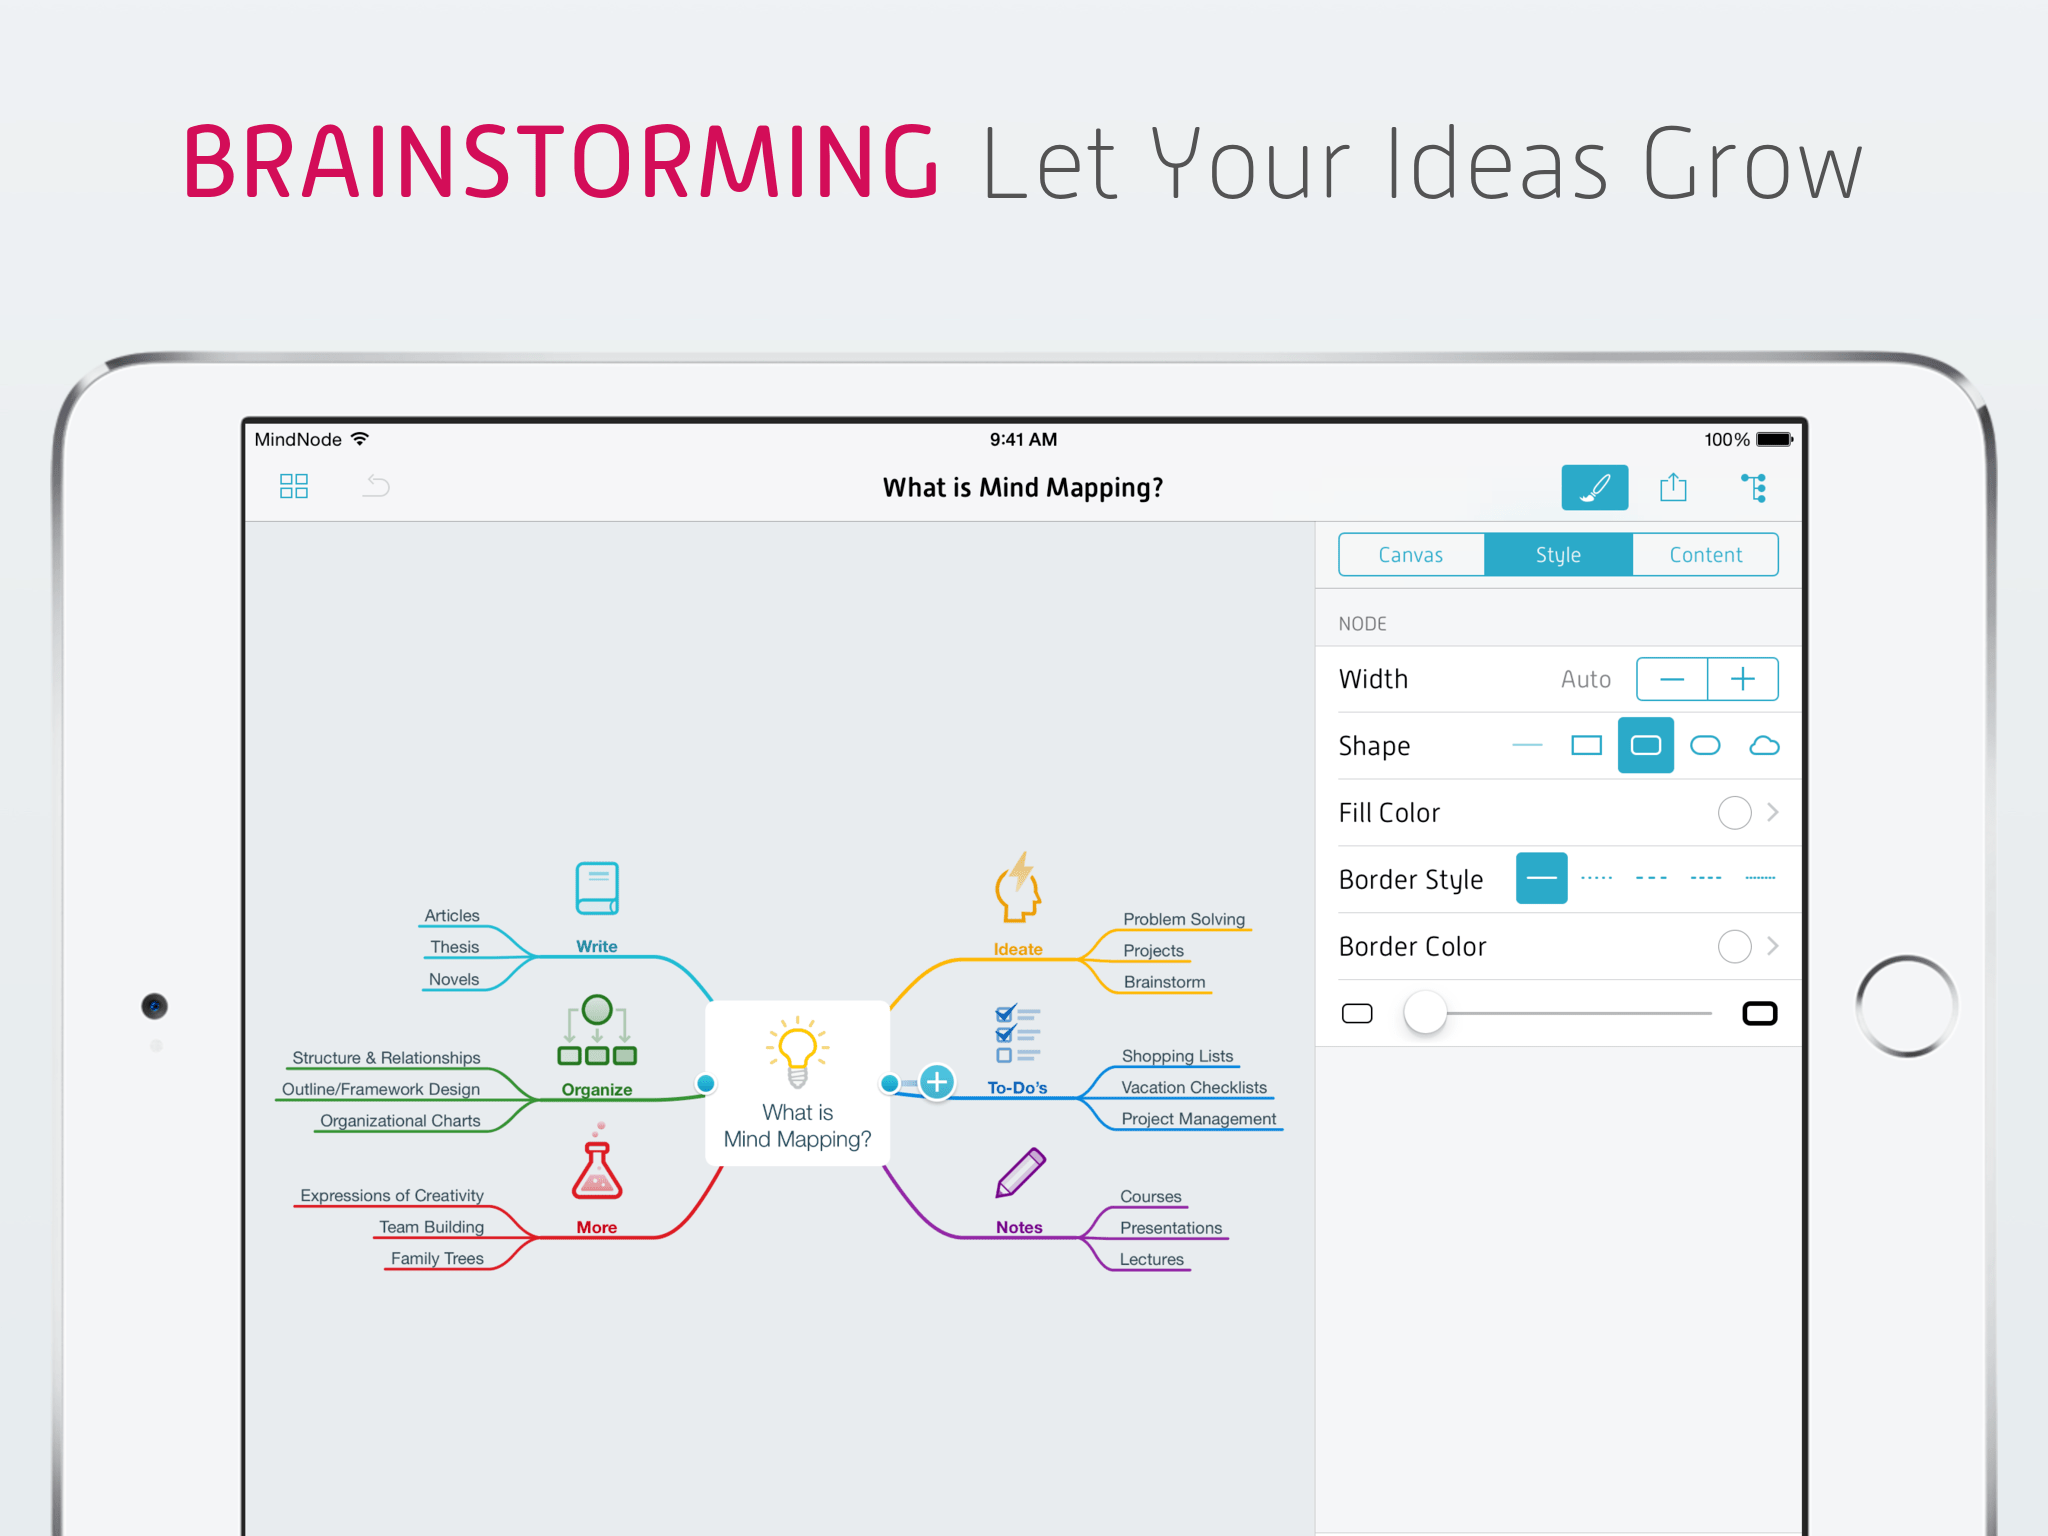 BRAINSTORMING Let Your Ideas Grow
MindNode
9:41 AM
100%
What is Mind Mapping?
Canvas
Style
Content
NODE
Width
Auto
Shape
Fill Color
Border Style
Border Color
Write
Articles
Thesis
Novels
Organize
Structure & Relationships
Outline/Framework Design
Organizational Charts
More
Expressions of Creativity
Team Building
Family Trees
What is
Mind Mapping?
Ideate
Problem Solving
Projects
Brainstorm
To-Do's
Shopping Lists
Vacation Checklists
Project Management
Notes
Courses
Presentations
Lectures